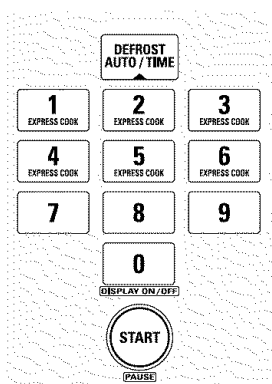 DEFROST
AUTO / TIME
1 2 3
EXPRESS COOK EXPRESS COOK EXPRESS COOK
4 5 6
EXPRESS COOK EXPRESS COOK EXPRESS COOK
7 8 9
0
DISPLAY ON/OFF
START
PAUSE